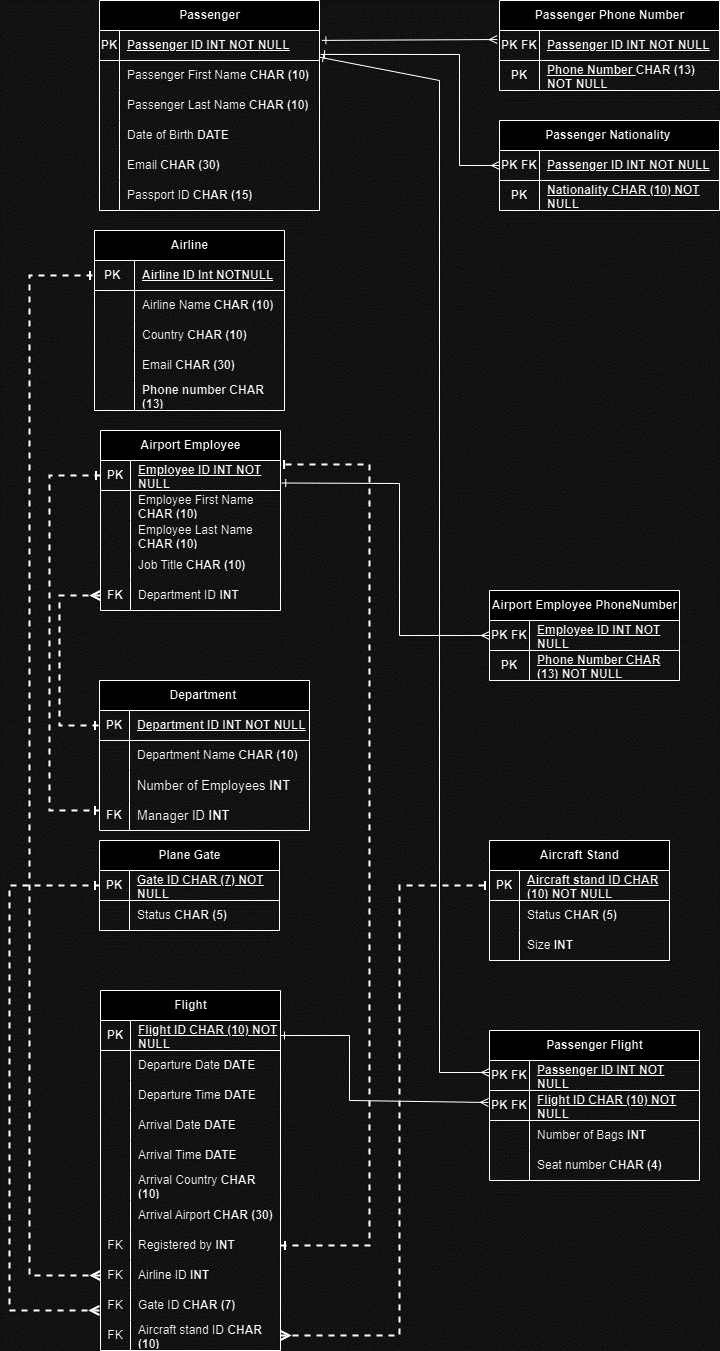 Passenger
PK Passenger ID INT NOT NULL
Passenger First Name CHAR (10)
Passenger Last Name CHAR (10)
Date of Birth DATE
Email CHAR (30)
Passport ID CHAR (15)
Passenger Phone Number
PK FK Passenger ID INT NOT NULL
PK Phone Number CHAR (13)
NOT NULL
Passenger Nationality
PK FK Passenger ID INT NOT NULL
PK Nationality CHAR (10) NOT
NULL
Airline
PK Airline ID Int NOTNULL
Airline Name CHAR (10)
Country CHAR (10)
Email CHAR (30)
Phone number CHAR
(13)
Airport Employee
PK Employee ID INT NOT
NULL
Employee First Name
CHAR (10)
Employee Last Name
CHAR (10)
Job Title CHAR (10)
FK Department ID INT
Airport Employee PhoneNumber
PK FK Employee ID INT NOT
NULL
PK Phone Number CHAR
(13) NOT NULL
Department
PK Department ID INT NOT NULL
Department Name CHAR (10)
Number of Employees INT
FK Manager ID INT
Plane Gate
PK Gate ID CHAR (7) NOT
NULL
Status CHAR (5)
Aircraft Stand
PK Aircraft stand ID CHAR
(10) NOT NULL
Status CHAR (5)
Size INT
Flight
PK Flight ID CHAR (10) NOT
NULL
Departure Date DATE
Departure Time DATE
Arrival Date DATE
Arrival Time DATE
Arrival Country CHAR
(10)
Arrival Airport CHAR (30)
FK Registered by INT
FK Airline ID INT
FK Gate ID CHAR (7)
FK Aircraft stand ID CHAR
(10)
Passenger Flight
PK FK Passenger ID INT NOT
NULL
PK FK Flight ID CHAR (10) NOT
NULL
Number of Bags INT
Seat number CHAR (4)